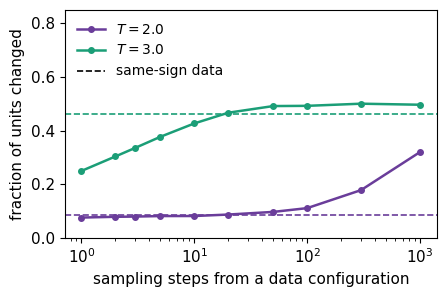 0.8
0.6
0.4
0.2
0.0
fraction of units changed
T = 2.0
T = 3.0
same-sign data
10⁰ 10¹ 10² 10³
sampling steps from a data configuration